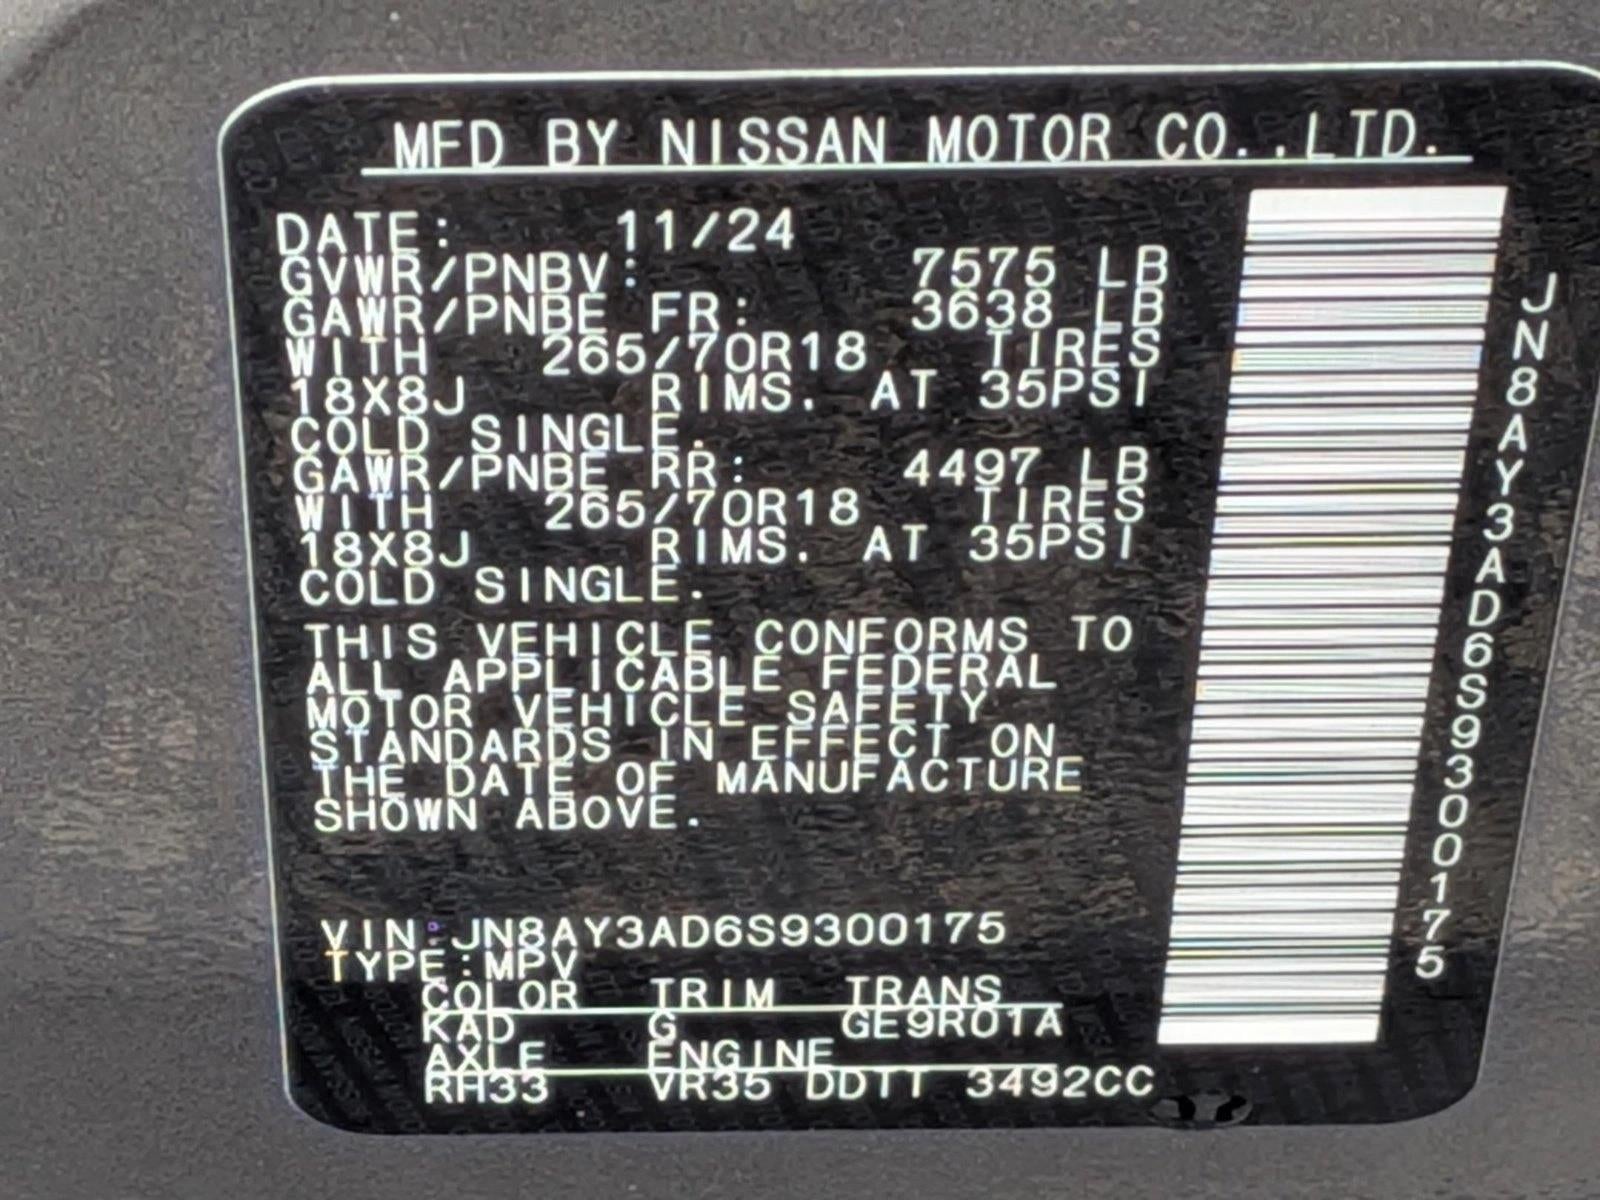 MFD BY NISSAN MOTOR CO.,LTD.
DATE: 11/24
GVWR/PNBV: 7575 LB
GAWR/PNBE FR: 3638 LB
WITH 265/70R18 TIRES
18X8J RIMS. AT 35PSI
COLD SINGLE.
GAWR/PNBE RR: 4497 LB
WITH 265/70R18 TIRES
18X8J RIMS. AT 35PSI
COLD SINGLE.
THIS VEHICLE CONFORMS TO
ALL APPLICABLE FEDERAL
MOTOR VEHICLE SAFETY
STANDARDS IN EFFECT ON
THE DATE OF MANUFACTURE
SHOWN ABOVE.
VIN:JN8AY3AD6S9300175
TYPE:MPV
COLOR TRIM TRANS
KAD G GE9R01A
AXLE ENGINE
RH33 VR35 DDTT 3492CC
JN8AY3AD6S9300175